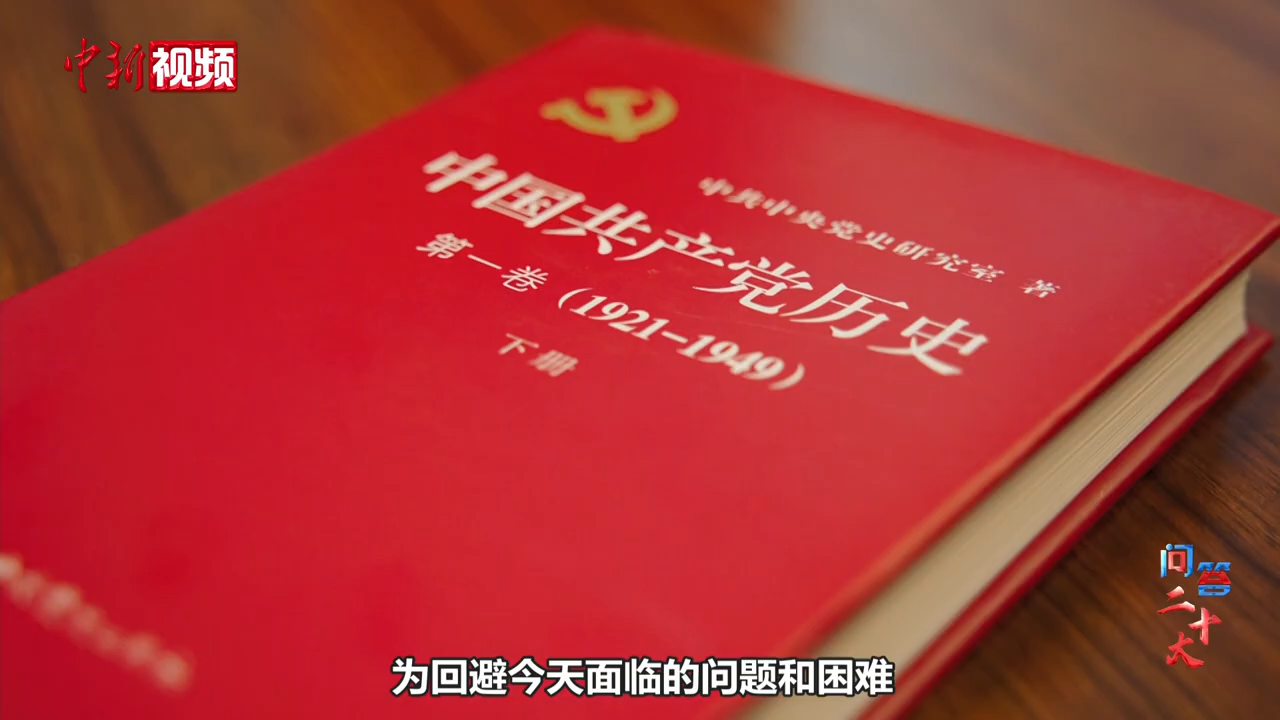 中新视频
中共中央党史研究室 著
中国共产党历史
第一卷（1921-1949）
下册
问答
二十大
为回避今天面临的问题和困难